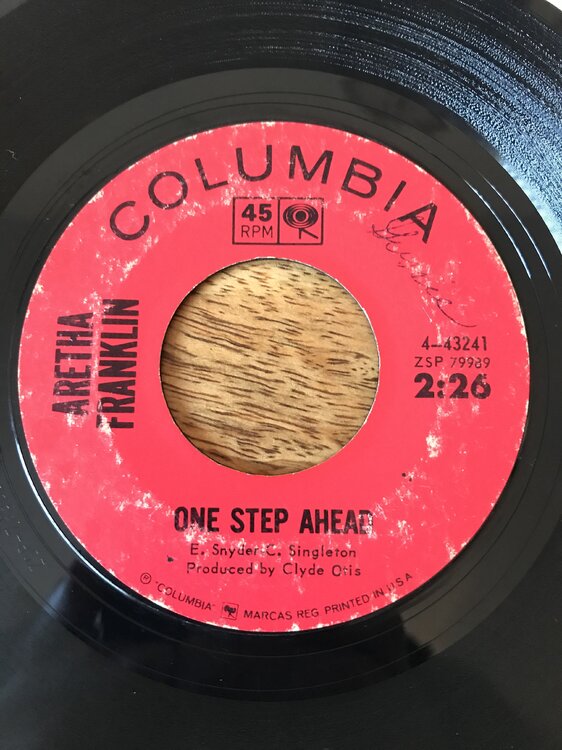 COLUMBIA
45
RPM
4-43241
ZSP 79989
2:26
ARETHA
FRANKLIN
ONE STEP AHEAD
E. Snyder-C. Singleton
Produced by Clyde Otis
Ⓟ "COLUMBIA" MARCAS REG. PRINTED IN U.S.A